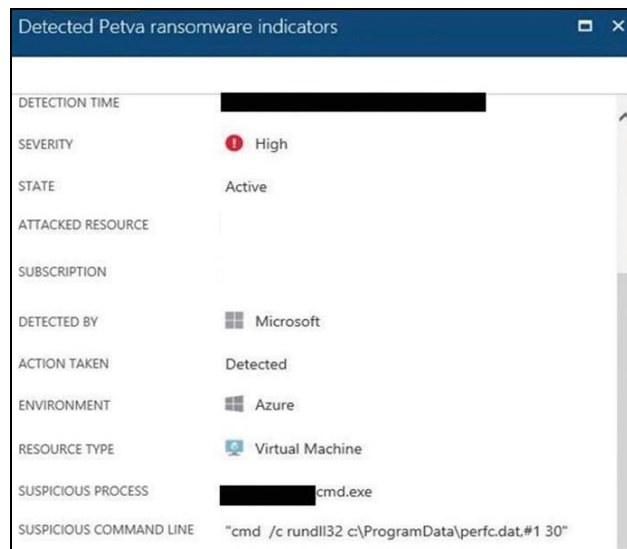 Detected Petva ransomware indicators
DETECTION TIME
SEVERITY High
STATE Active
ATTACKED RESOURCE
SUBSCRIPTION
DETECTED BY Microsoft
ACTION TAKEN Detected
ENVIRONMENT Azure
RESOURCE TYPE Virtual Machine
SUSPICIOUS PROCESS cmd.exe
SUSPICIOUS COMMAND LINE "cmd /c rundll32 c:\ProgramData\perfc.dat,#1 30"